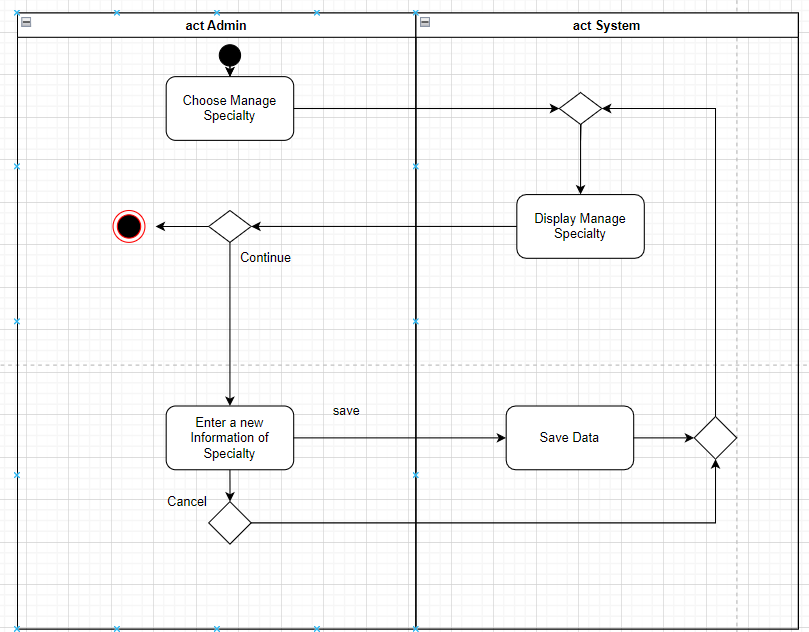 act Admin
act System
Choose Manage
Specialty
Display Manage
Specialty
Continue
Enter a new
Information of
Specialty
save
Save Data
Cancel